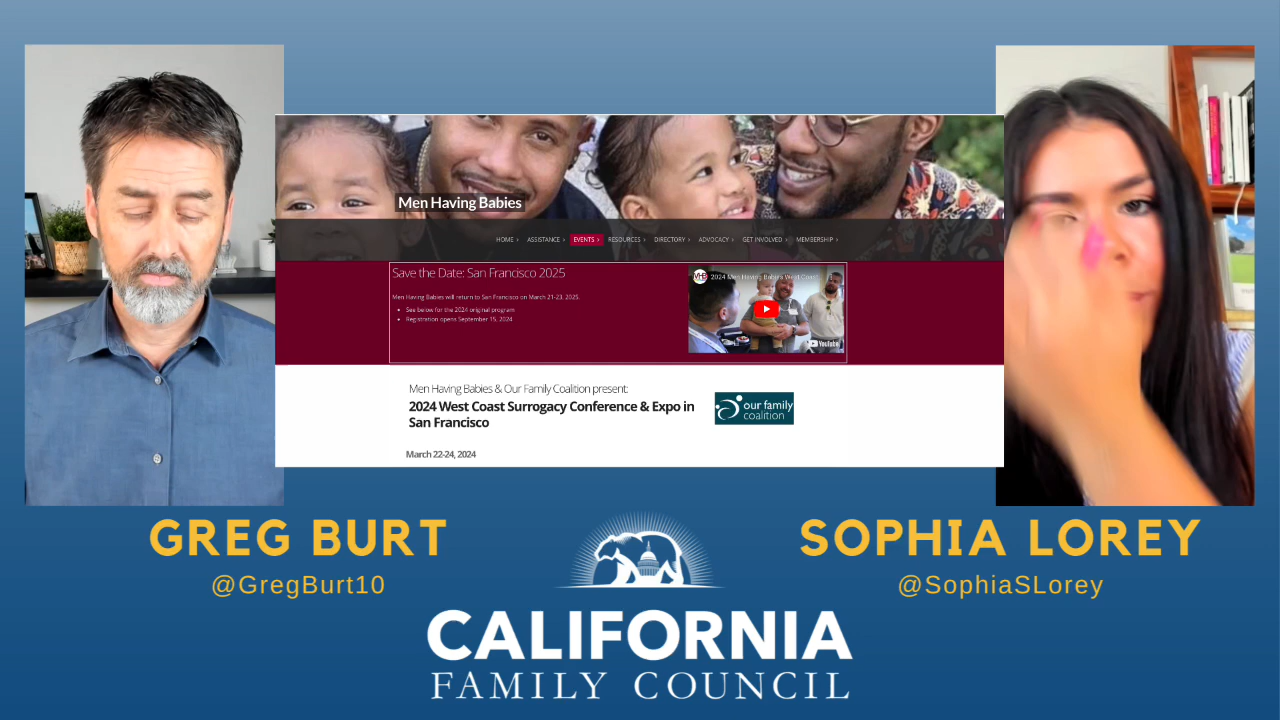 Men Having Babies
HOME › ASSISTANCE › EVENTS › RESOURCES › DIRECTORY › ADVOCACY › GET INVOLVED › MEMBERSHIP ›
Save the Date: San Francisco 2025
Men Having Babies will return to San Francisco on March 21-23, 2025.
• See below for the 2024 original program
• Registration opens September 15, 2024
MHB 2024 Men Having Babies West Coast
YouTube
Men Having Babies & Our Family Coalition present:
2024 West Coast Surrogacy Conference & Expo in
San Francisco
our family
coalition
March 22-24, 2024
GREG BURT
@GregBurt10
SOPHIA LOREY
@SophiaSLorey
CALIFORNIA
FAMILY COUNCIL